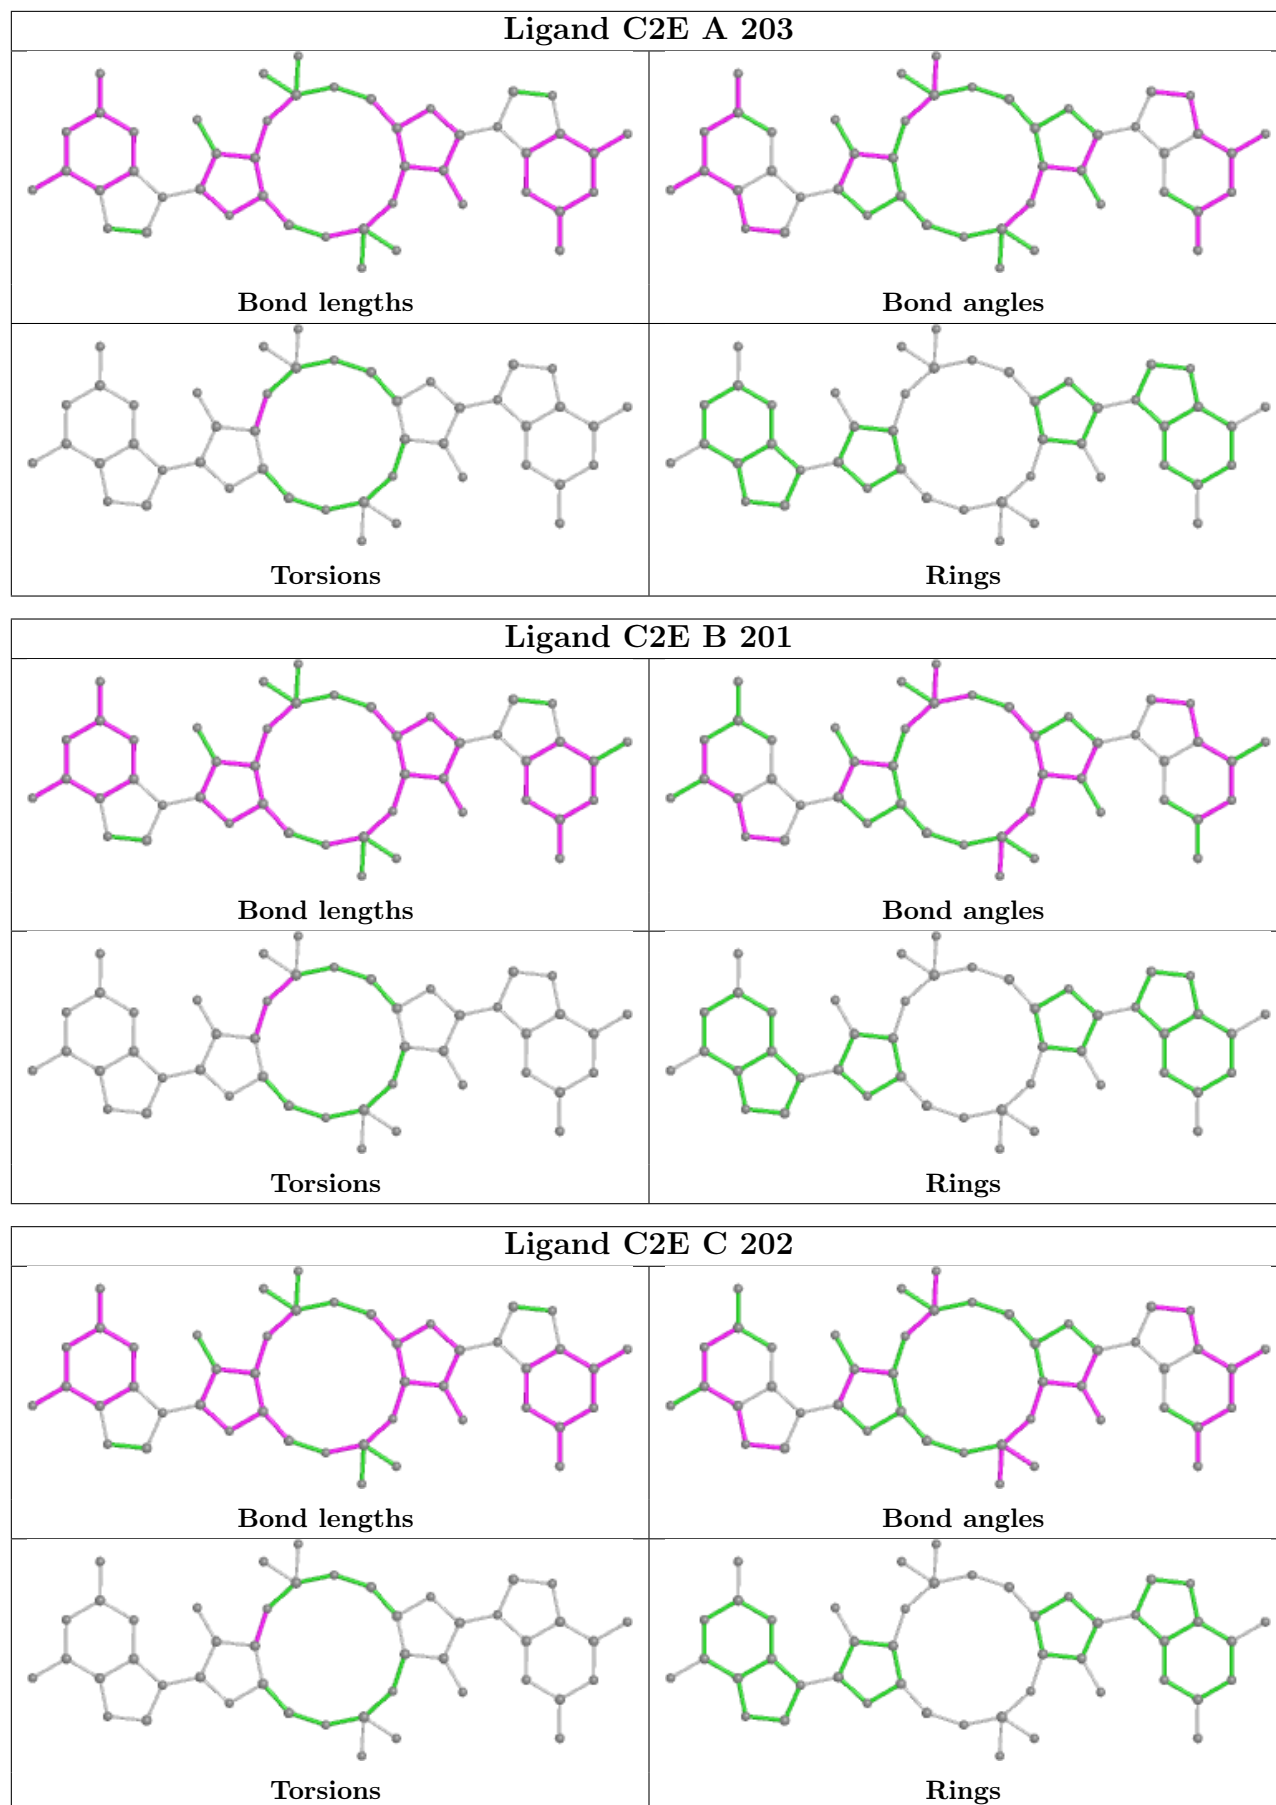 Ligand C2E A 203
Bond lengths
Bond angles
Torsions
Rings
Ligand C2E B 201
Bond lengths
Bond angles
Torsions
Rings
Ligand C2E C 202
Bond lengths
Bond angles
Torsions
Rings